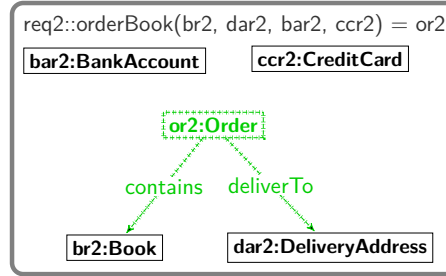 req2::orderBook(br2, dar2, bar2, ccr2) = or2
bar2:BankAccount ccr2:CreditCard
or2:Order
contains deliverTo
br2:Book dar2:DeliveryAddress